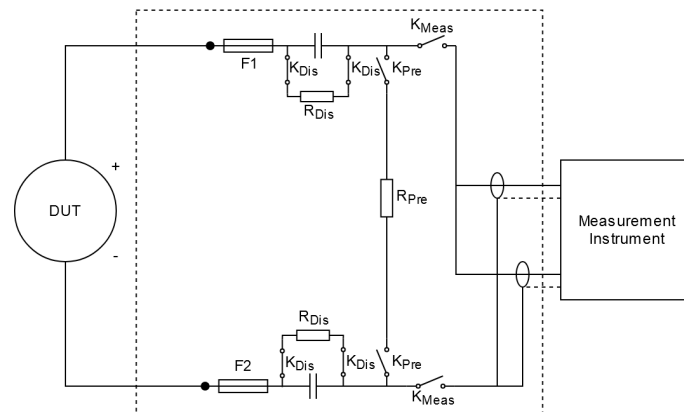 K_Meas
F1
K_Dis
K_Dis
K_Pre
R_Dis
+
DUT
-
R_Pre
Measurement
Instrument
R_Dis
F2
K_Dis
K_Dis
K_Pre
K_Meas